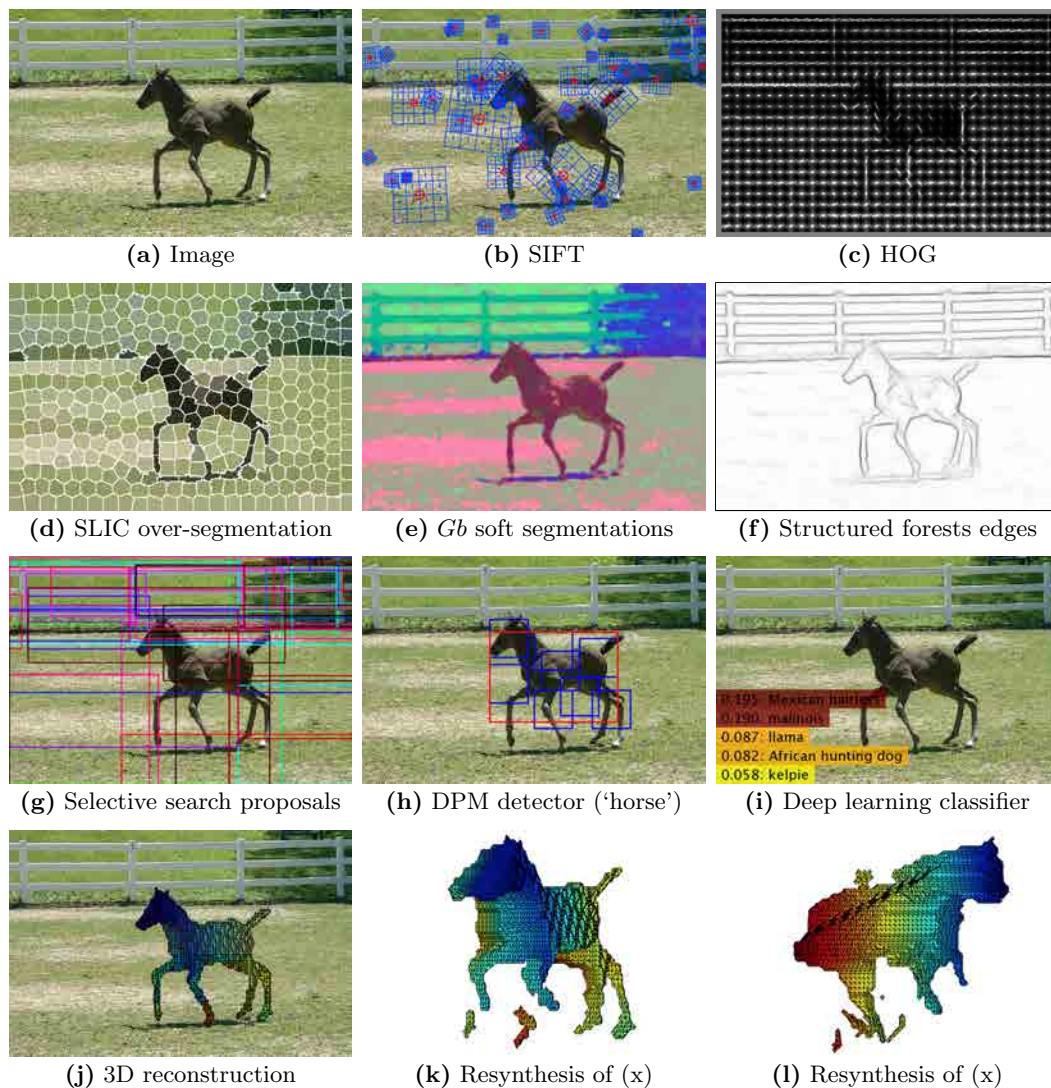 (a) Image
(b) SIFT
(c) HOG
(d) SLIC over-segmentation
(e) Gb soft segmentations
(f) Structured forests edges
(g) Selective search proposals
(h) DPM detector (‘horse’)
0.195: Mexican hairless
0.190: malinois
0.087: llama
0.082: African hunting dog
0.058: kelpie
(i) Deep learning classifier
(j) 3D reconstruction
(k) Resynthesis of (x)
(l) Resynthesis of (x)